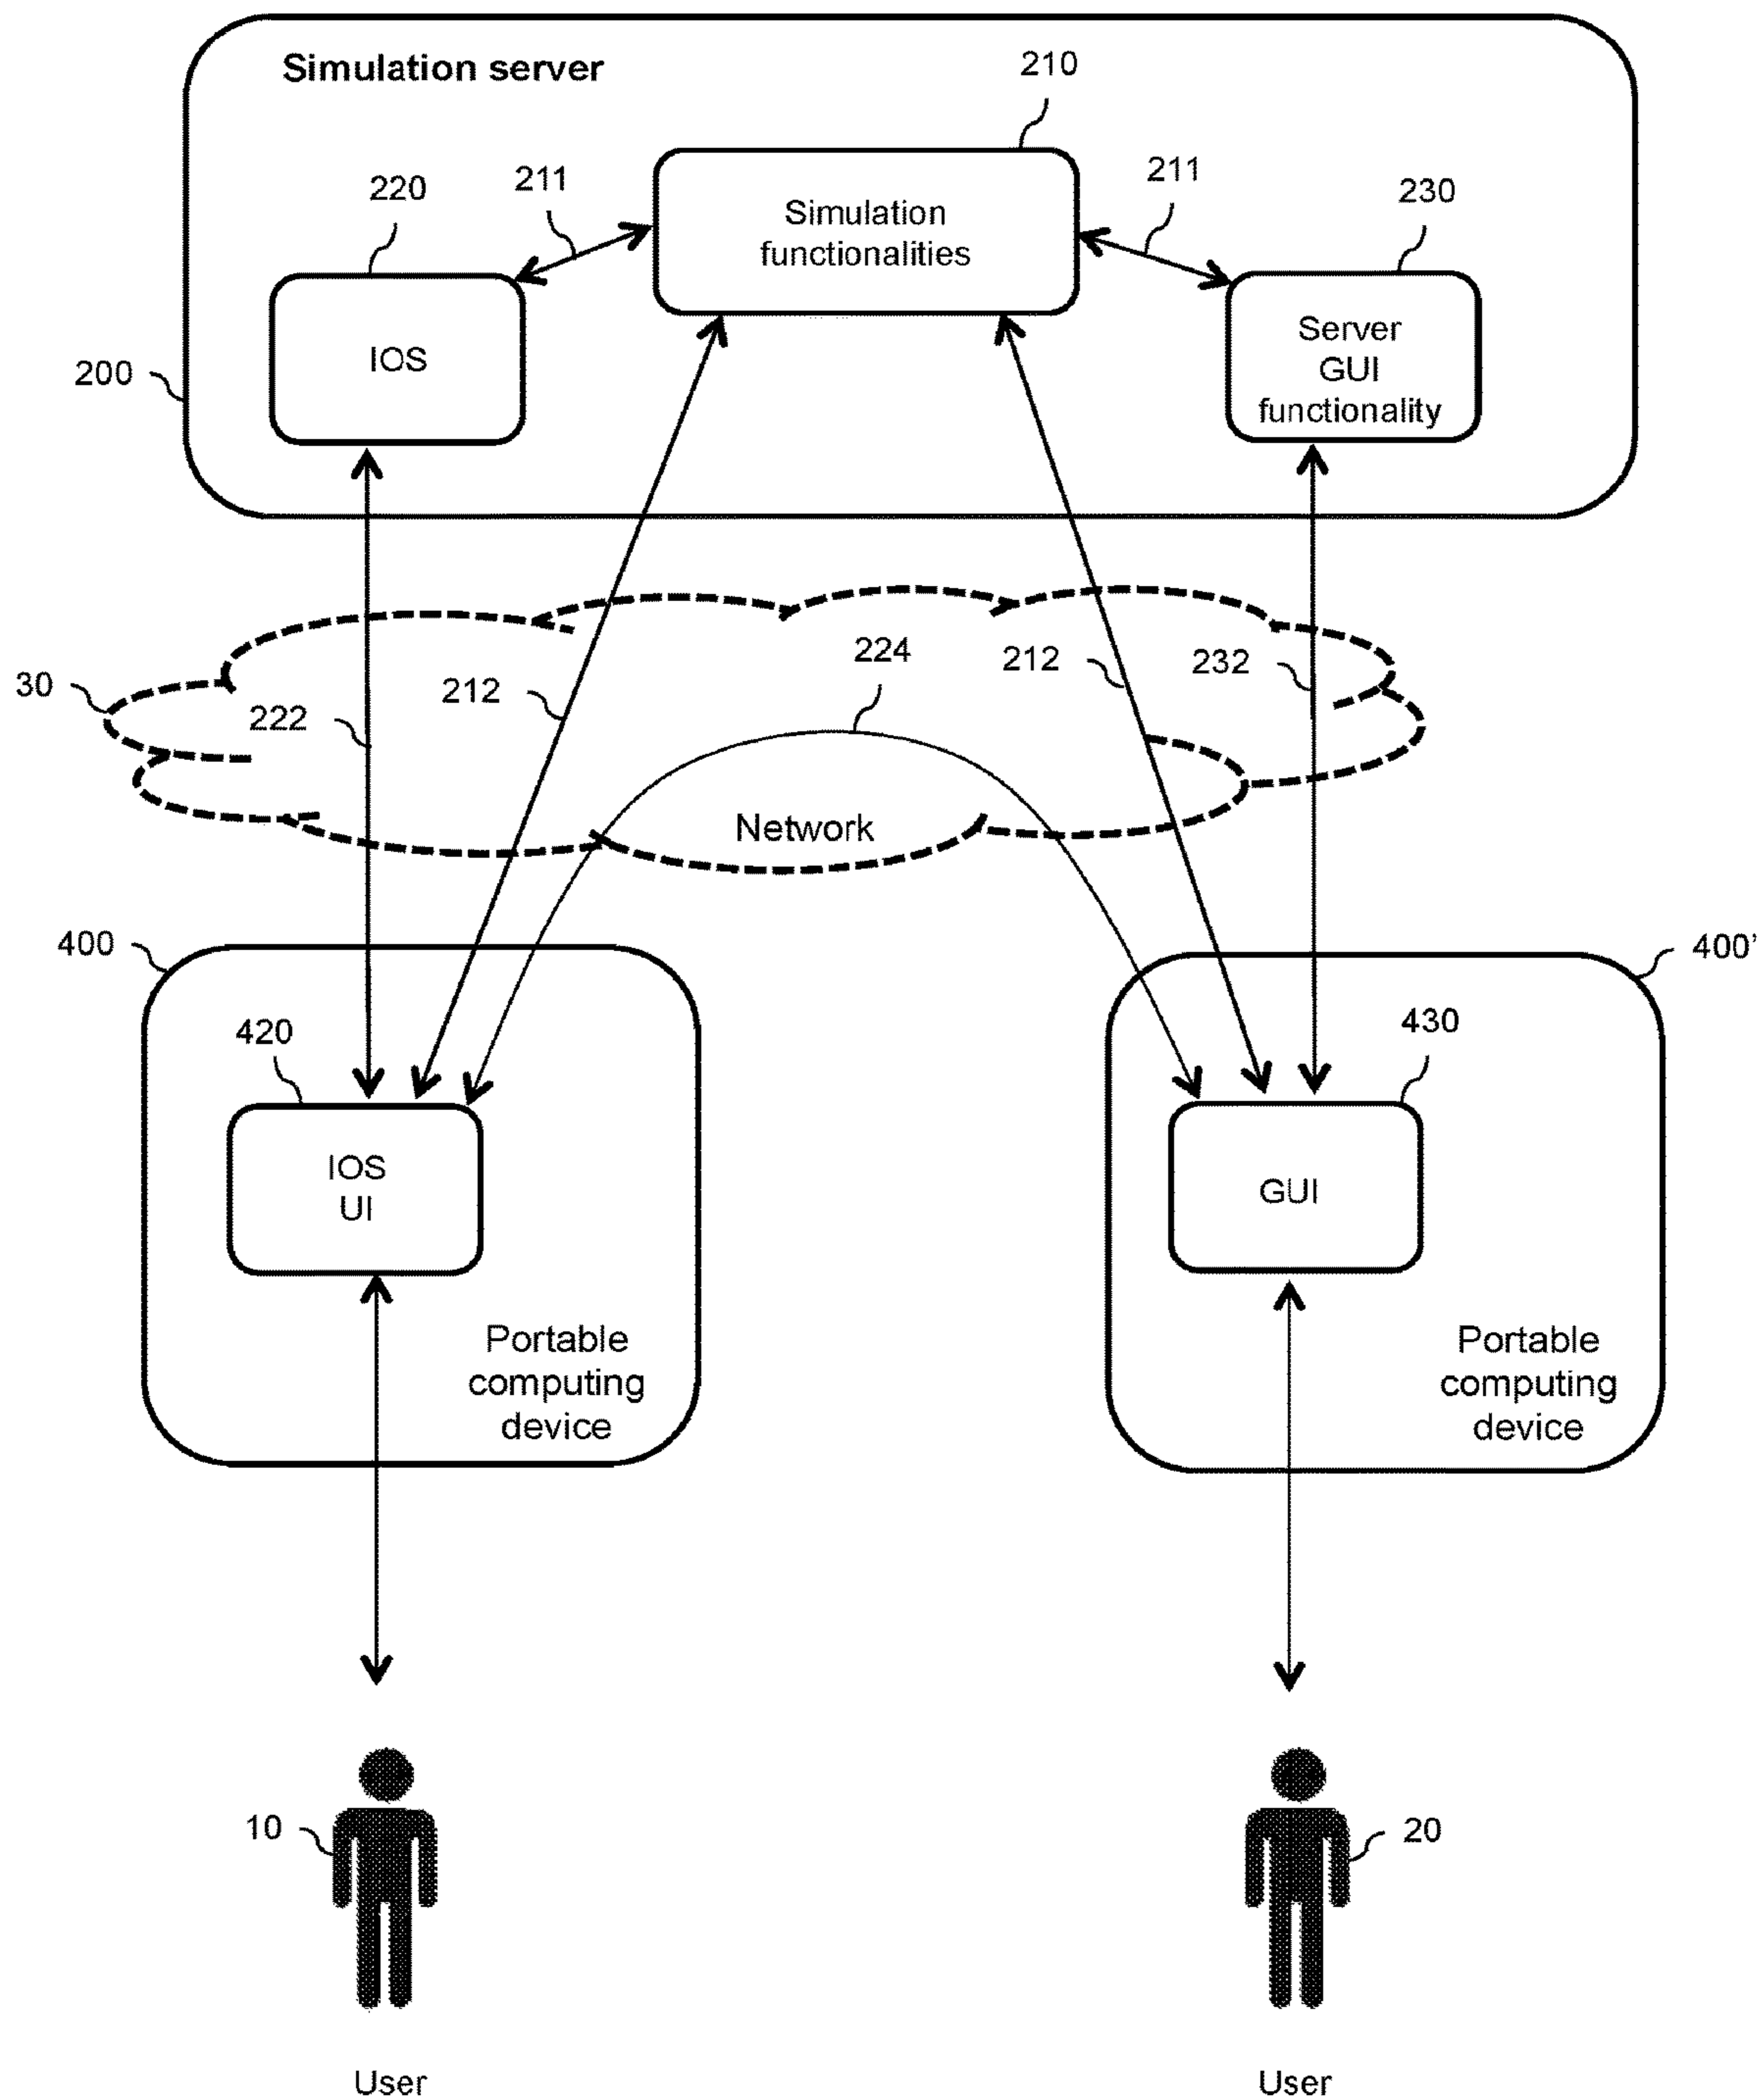 Simulation server
210
211
211
220
230
Simulation
functionalities
IOS
Server
GUI
functionality
200
224
212
232
30
212
222
Network
400
400’
420
430
IOS
UI
GUI
Portable
computing
device
Portable
computing
device
10
20
User
User